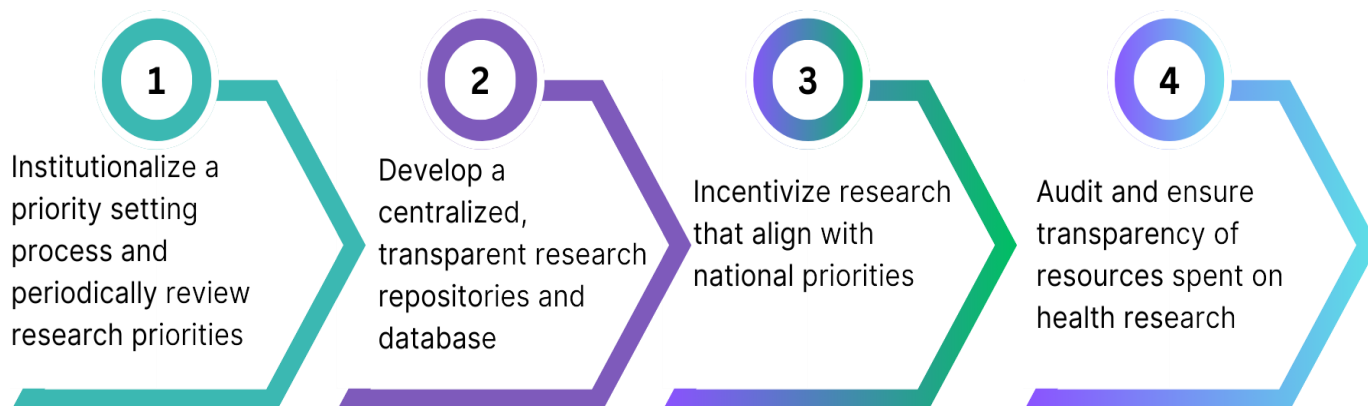 1
Institutionalize a
priority setting
process and
periodically review
research priorities
2
Develop a
centralized,
transparent research
repositories and
database
3
Incentivize research
that align with
national priorities
4
Audit and ensure
transparency of
resources spent on
health research